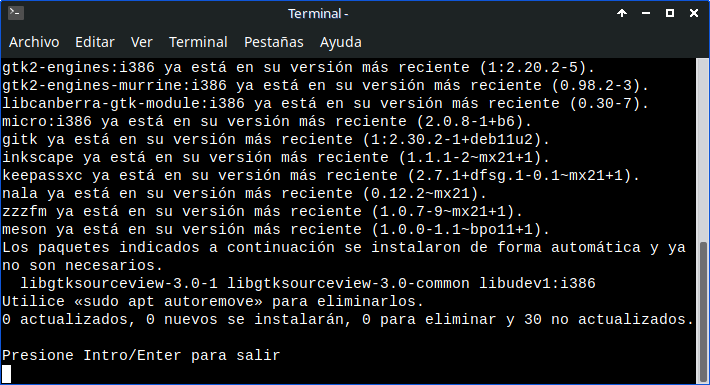 Terminal -
Archivo Editar Ver Terminal Pestañas Ayuda
gtk2-engines:i386 ya está en su versión más reciente (1:2.20.2-5).
gtk2-engines-murrine:i386 ya está en su versión más reciente (0.98.2-3).
libcanberra-gtk-module:i386 ya está en su versión más reciente (0.30-7).
micro:i386 ya está en su versión más reciente (2.0.8-1+b6).
gitk ya está en su versión más reciente (1:2.30.2-1+deb11u2).
inkscape ya está en su versión más reciente (1.1.1-2~mx21+1).
keepassxc ya está en su versión más reciente (2.7.1+dfsg.1-0.1~mx21+1).
nala ya está en su versión más reciente (0.12.2~mx21).
zzzfm ya está en su versión más reciente (1.0.7-9~mx21+1).
meson ya está en su versión más reciente (1.0.0-1.1~bpo11+1).
Los paquetes indicados a continuación se instalaron de forma automática y ya
no son necesarios.
  libgtksourceview-3.0-1 libgtksourceview-3.0-common libudev1:i386
Utilice «sudo apt autoremove» para eliminarlos.
0 actualizados, 0 nuevos se instalarán, 0 para eliminar y 30 no actualizados.
Presione Intro/Enter para salir